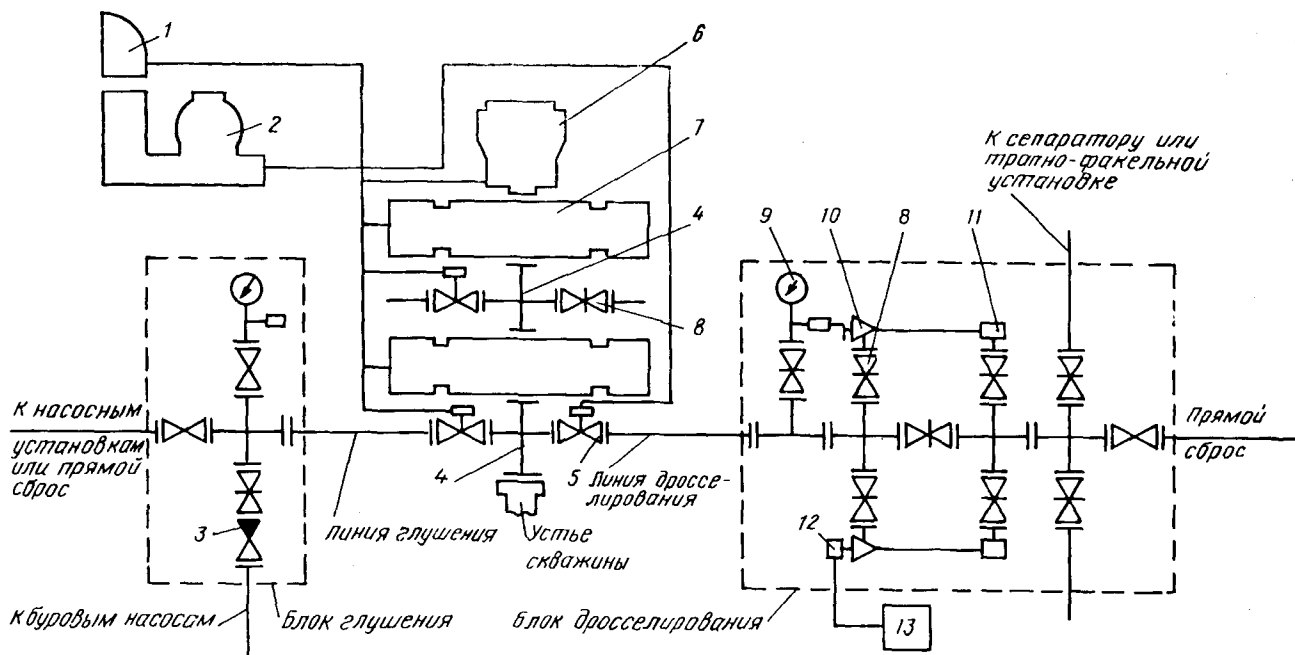 1
2
6
7
4
8
К сепаратору или
трапно-факельной
установке
9
10
8
11
К насосным
установкам
или прямой
сброс
3
4
5
Линия дроссе-
лирования
Прямой
сброс
Линия глушения
Устье
скважины
12
13
К буровым насосам
Блок глушения
Блок дросселирования